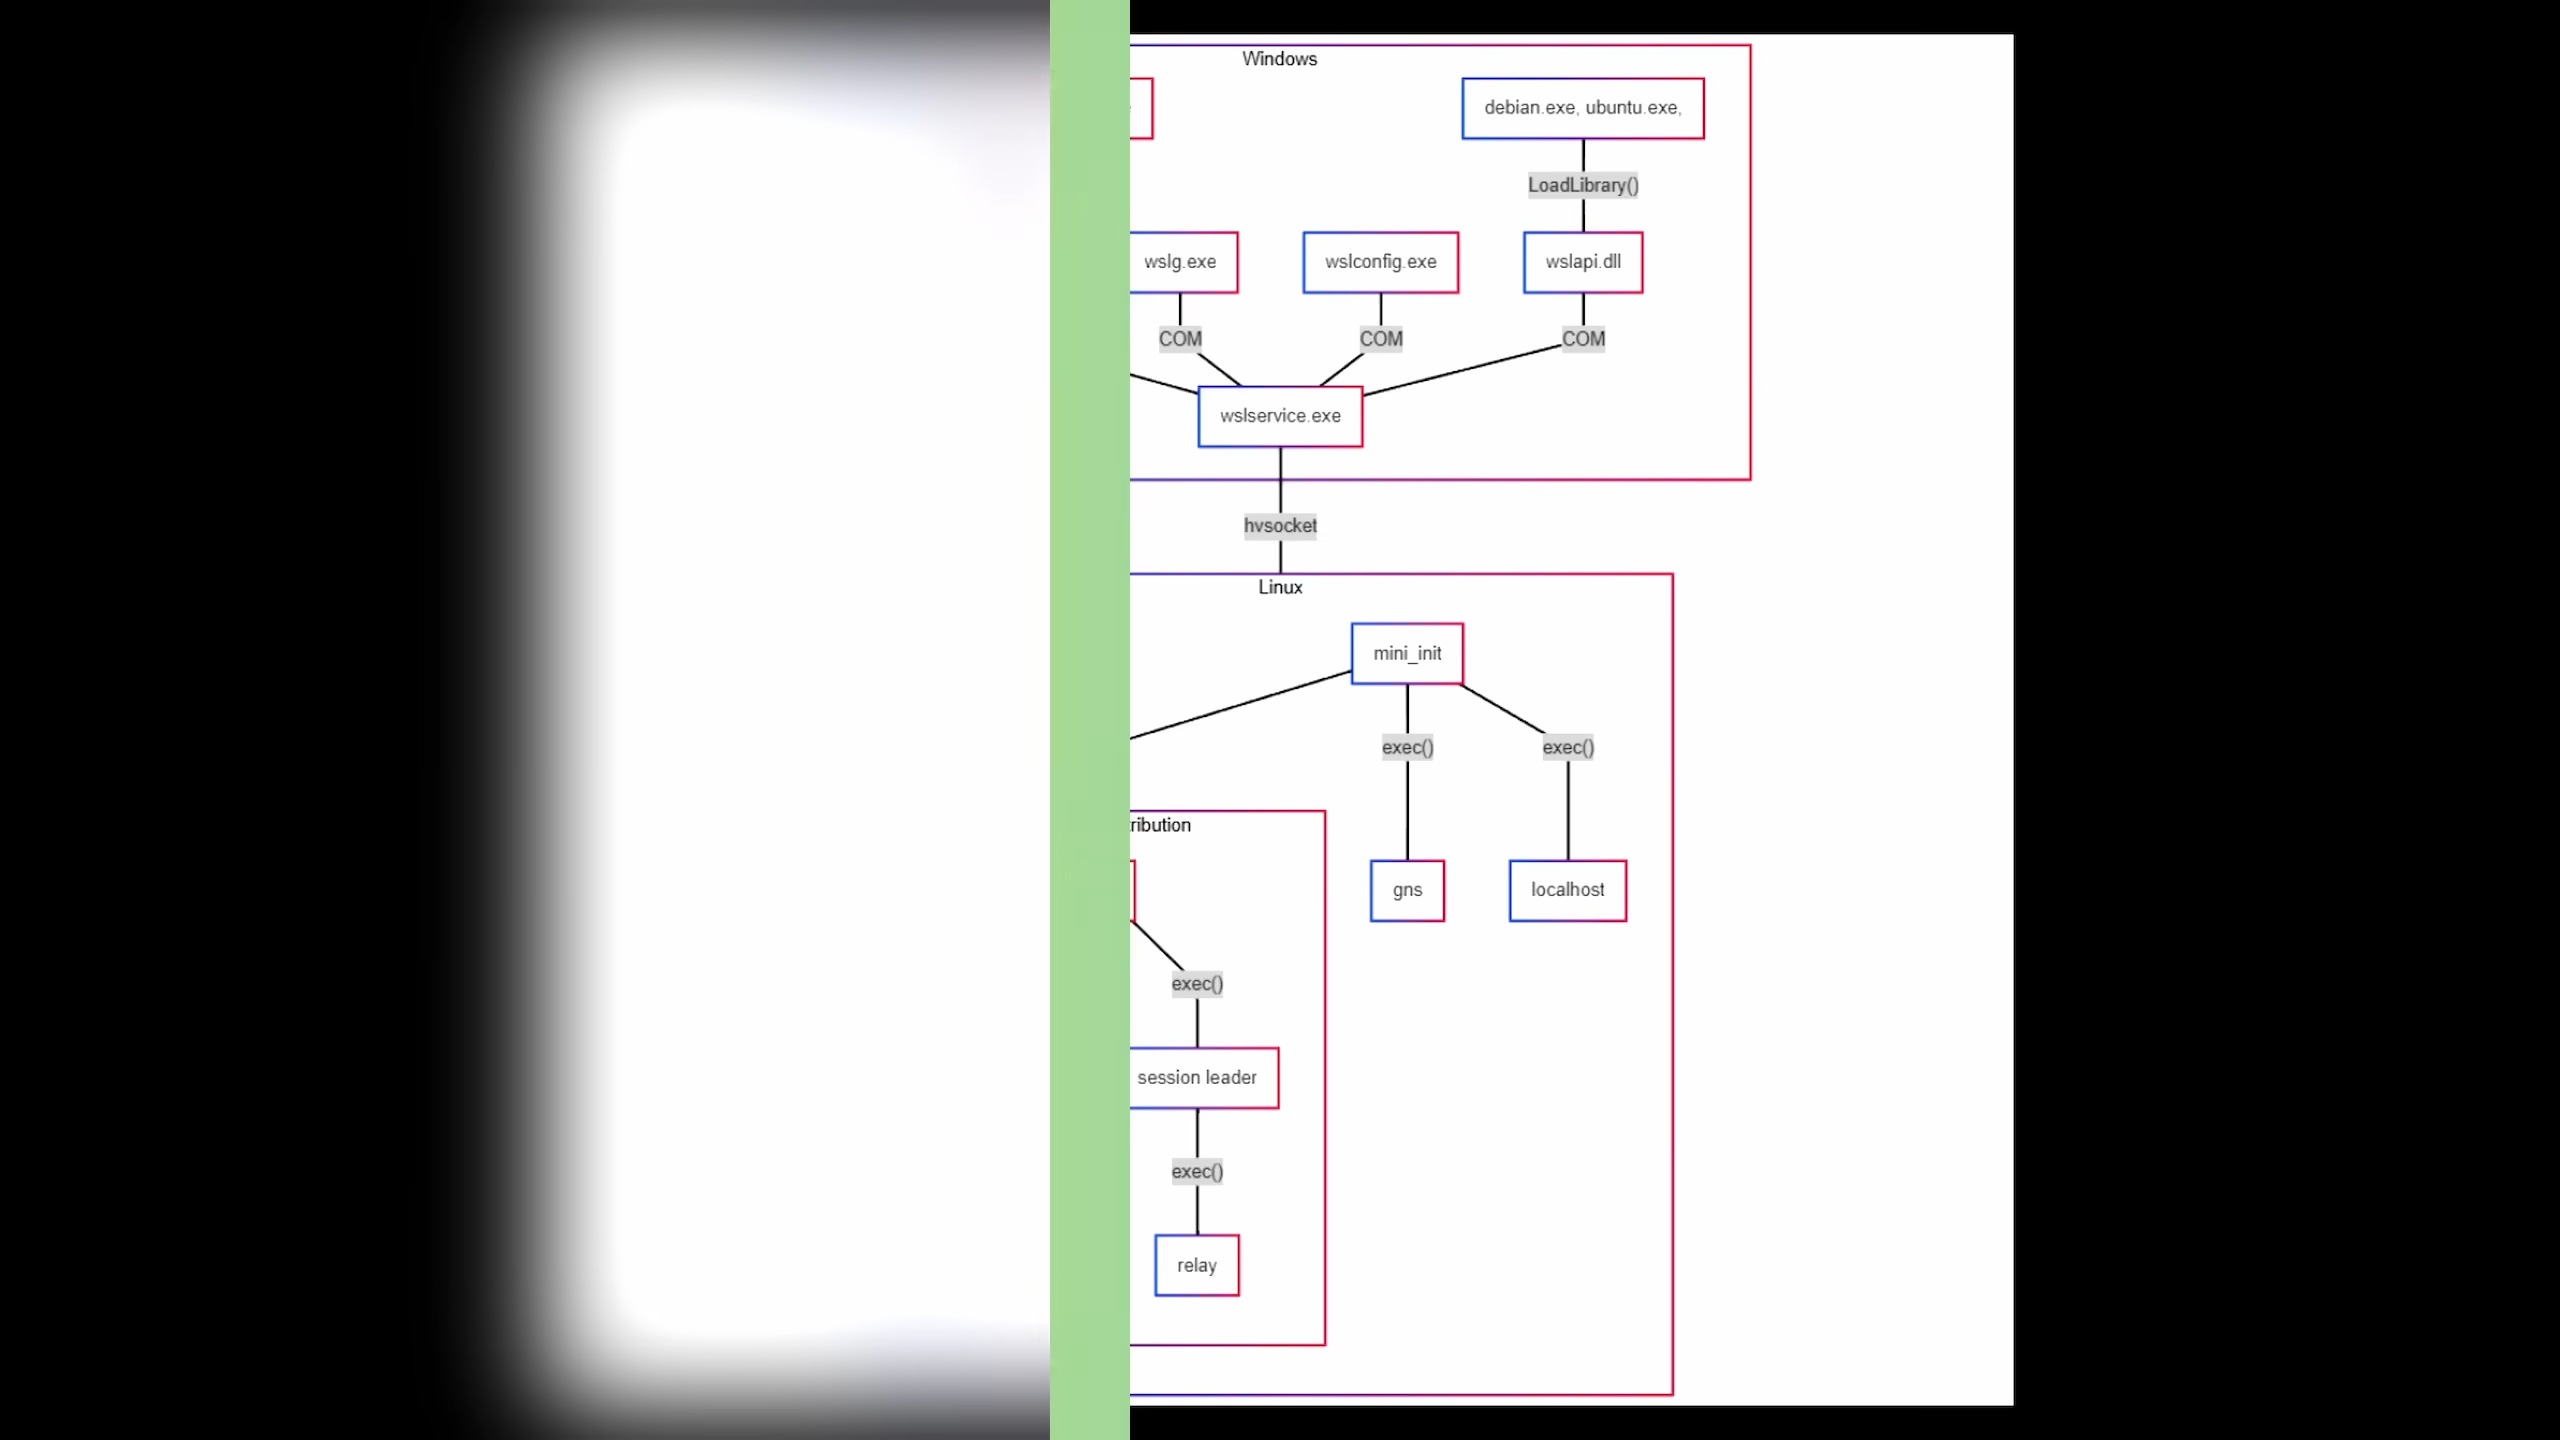 Windows
debian.exe, ubuntu.exe,
LoadLibrary()
wslg.exe
wslconfig.exe
wslapi.dll
COM
COM
COM
wslservice.exe
hvsocket
Linux
mini_init
exec()
exec()
ribution
gns
localhost
exec()
session leader
exec()
relay